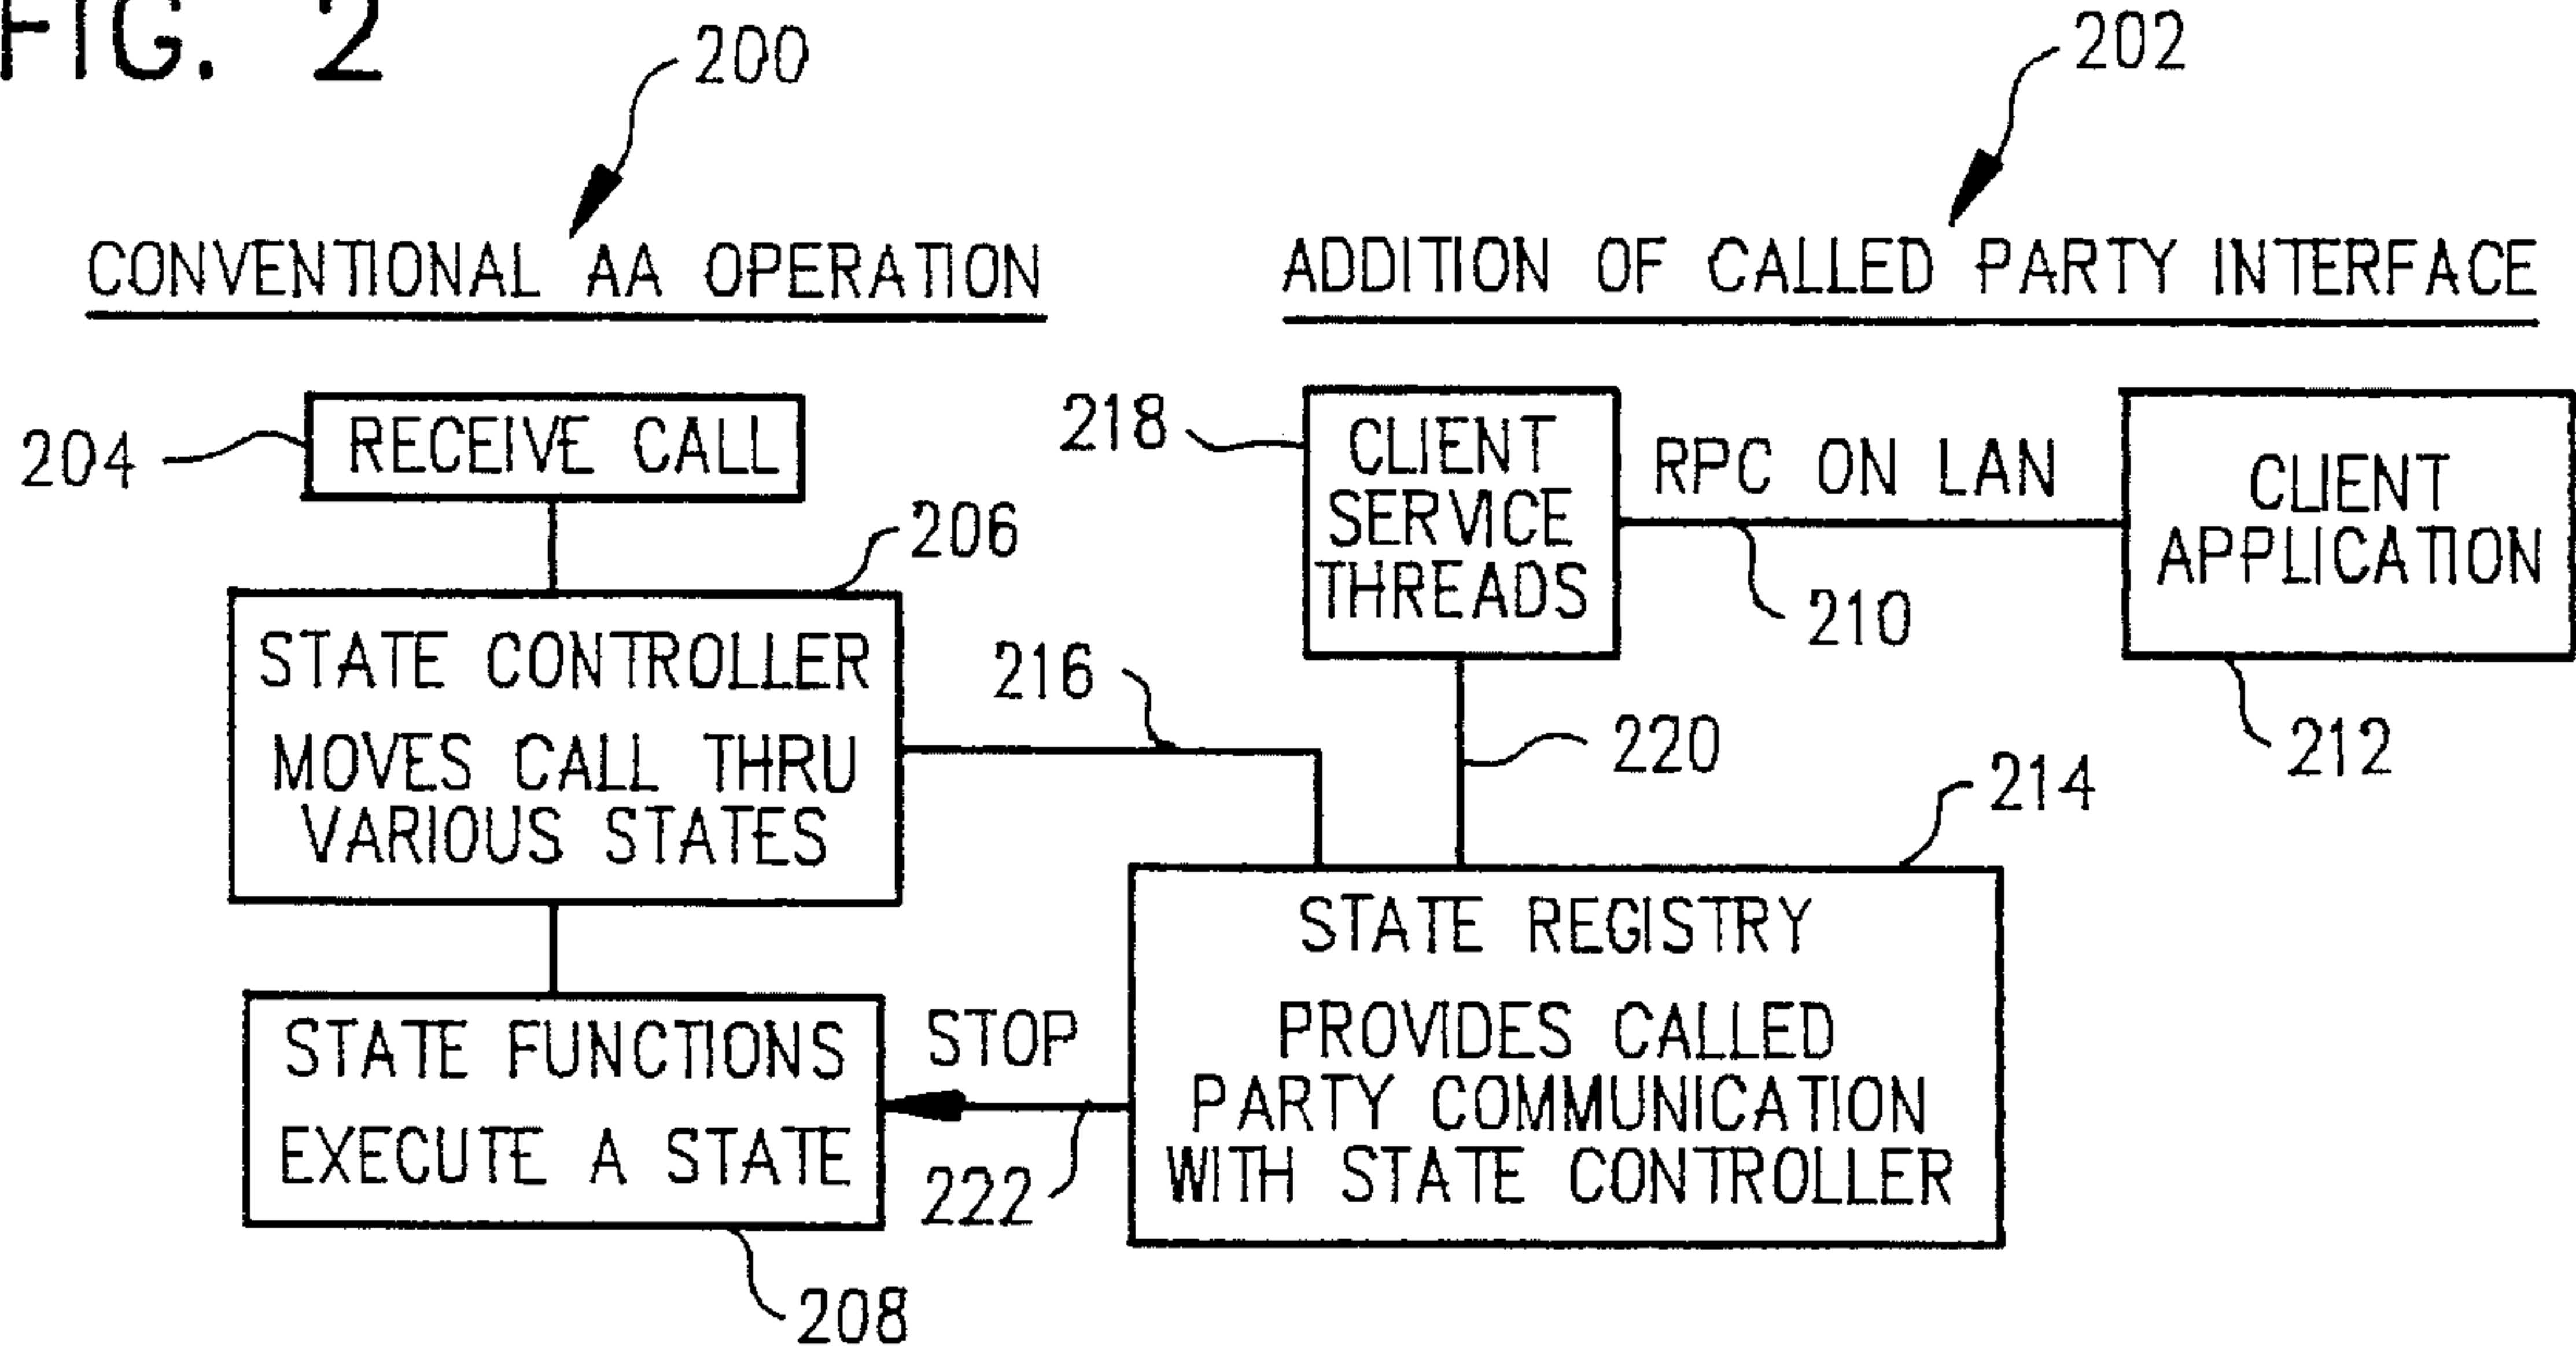 FIG. 2
200
202
CONVENTIONAL AA OPERATION
ADDITION OF CALLED PARTY INTERFACE
204
RECEIVE CALL
206
STATE CONTROLLER
MOVES CALL THRU
VARIOUS STATES
STATE FUNCTIONS
EXECUTE A STATE
208
218
CLIENT
SERVICE
THREADS
RPC ON LAN
210
CLIENT
APPLICATION
212
216
220
214
STATE REGISTRY
PROVIDES CALLED
PARTY COMMUNICATION
WITH STATE CONTROLLER
STOP
222